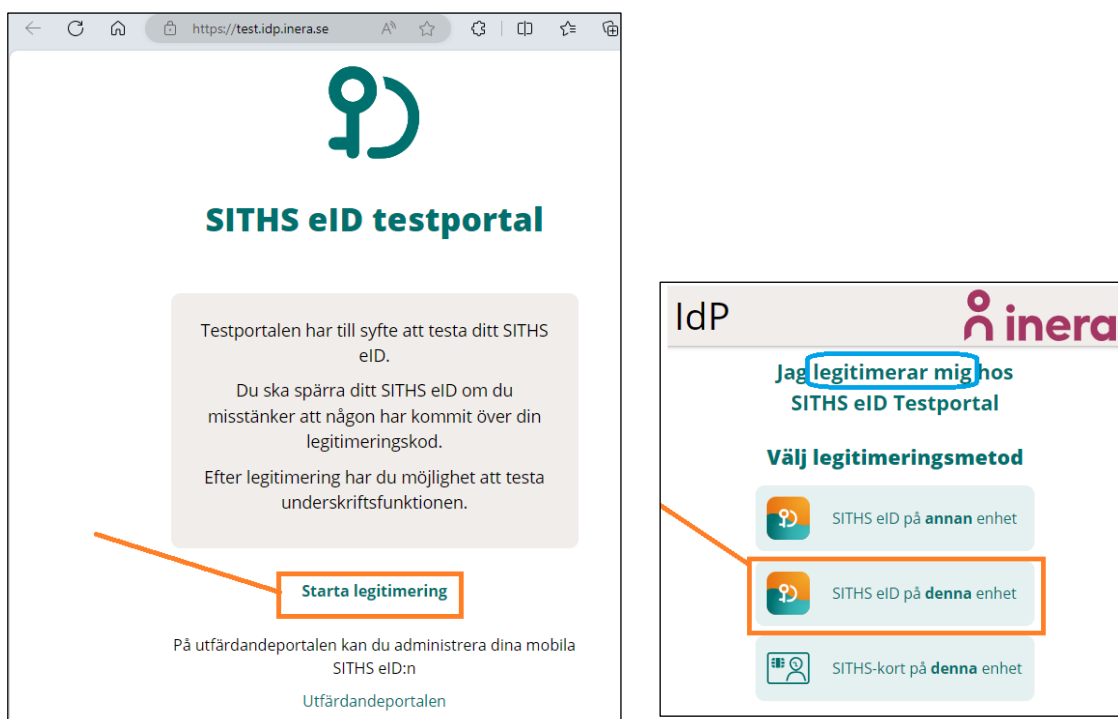 https://test.idp.inera.se
SITHS eID testportal
Testportalen har till syfte att testa ditt SITHS
eID.
Du ska spärra ditt SITHS eID om du
misstänker att någon har kommit över din
legitimeringskod.
Efter legitimering har du möjlighet att testa
underskriftsfunktionen.
Starta legitimering
På utfärdandeportalen kan du administrera dina mobila
SITHS eID:n
Utfärdandeportalen
IdP
inera
Jag legitimerar mig hos
SITHS eID Testportal
Välj legitimeringsmetod
SITHS eID på annan enhet
SITHS eID på denna enhet
SITHS-kort på denna enhet